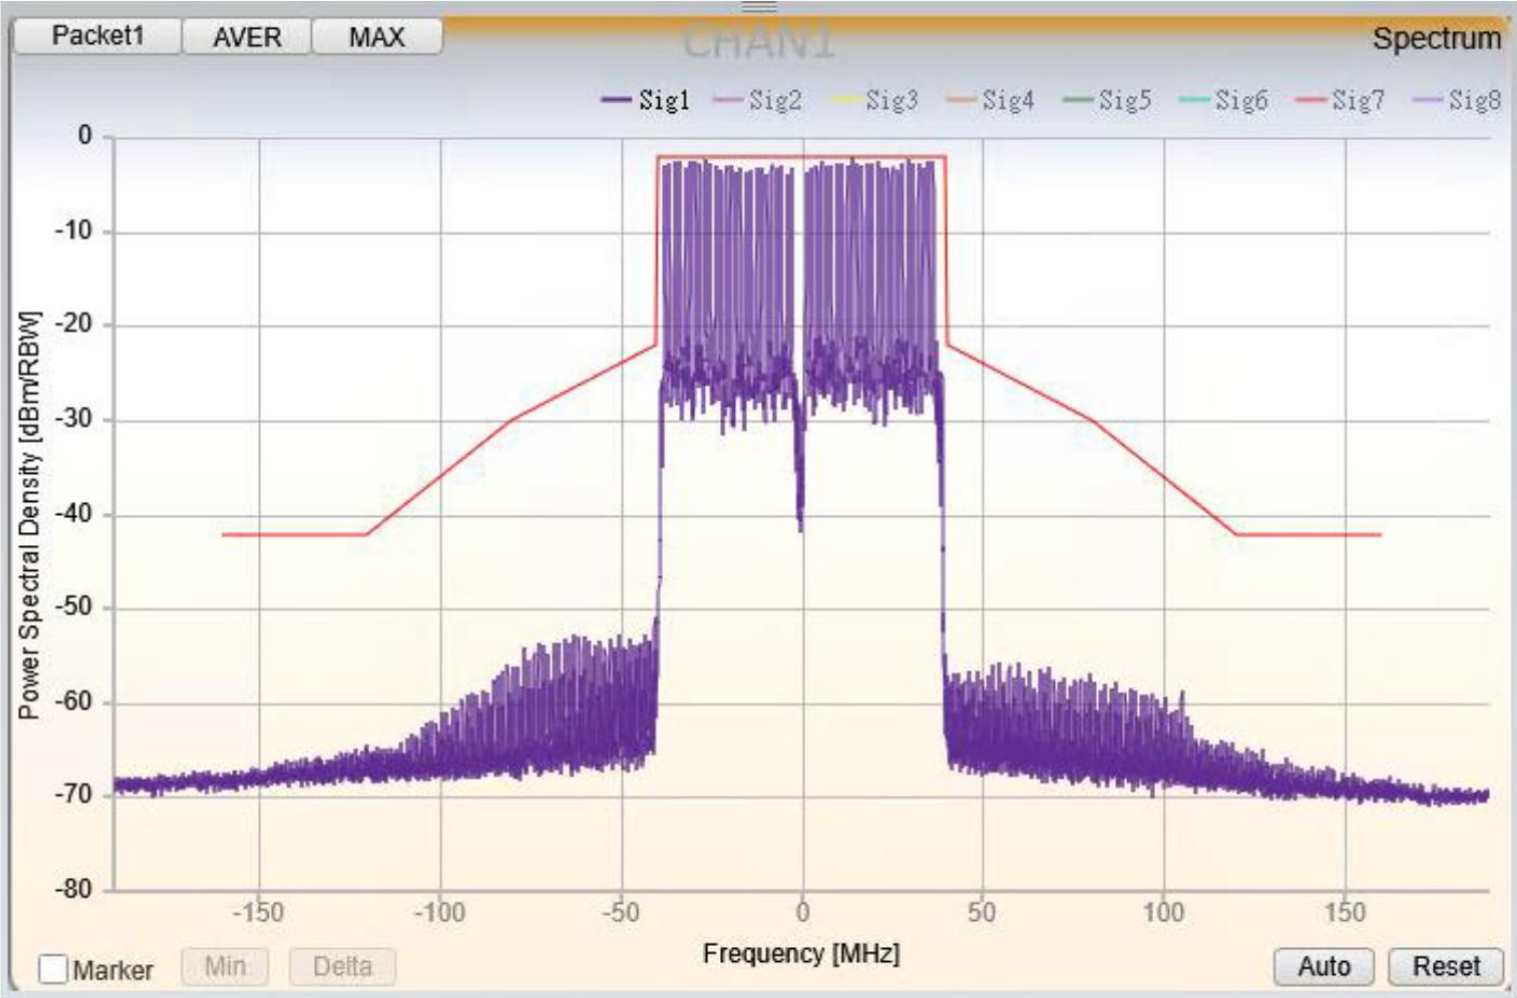 Packet1 AVER MAX CHAN1 Spectrum
Sig1 Sig2 Sig3 Sig4 Sig5 Sig6 Sig7 Sig8
0
-10
-20
-30
-40
-50
-60
-70
-80
Power Spectral Density [dBm/RBW]
-150 -100 -50 0 50 100 150
Frequency [MHz]
Marker Min Delta Auto Reset